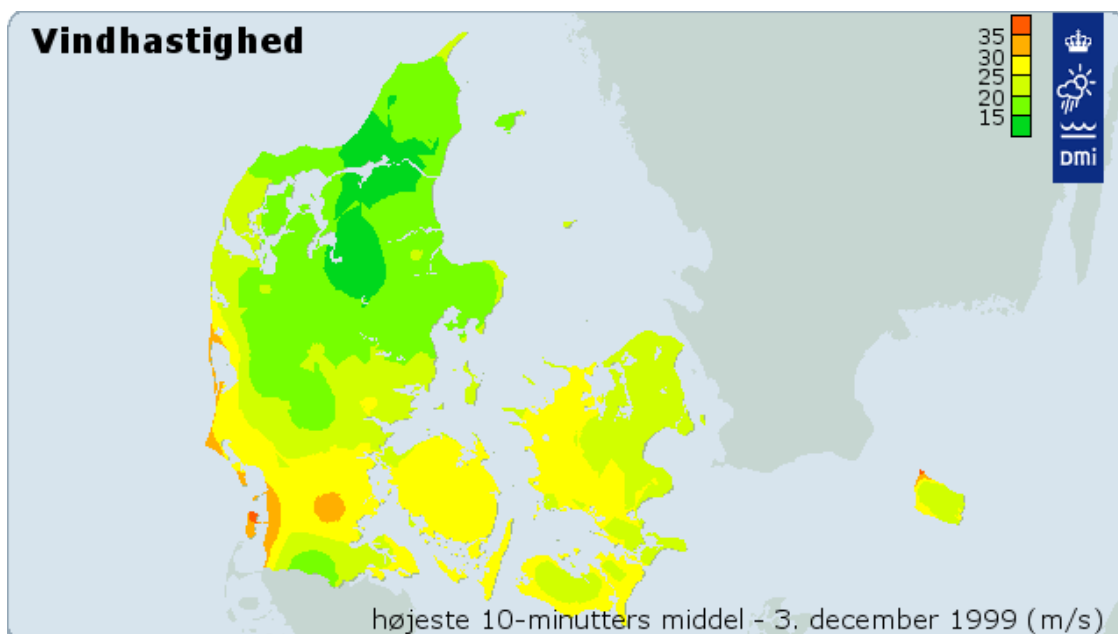 Vindhastighed
35
30
25
20
15
DMI
højeste 10-minutters middel - 3. december 1999 (m/s)